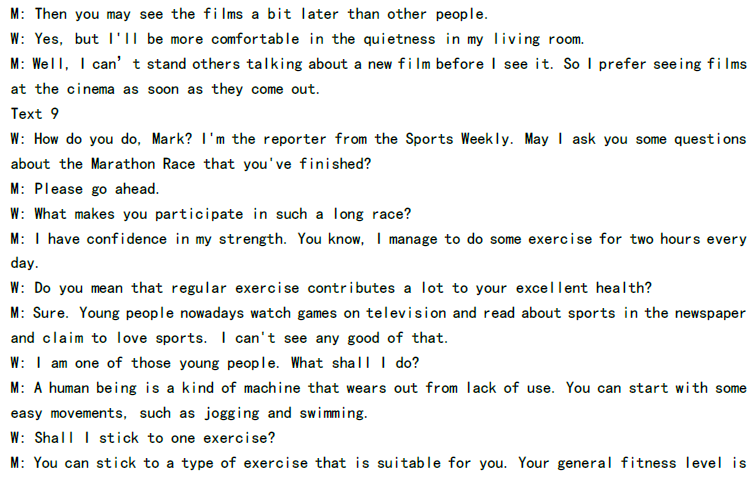 M: Then you may see the films a bit later than other people.
W: Yes, but I'll be more comfortable in the quietness in my living room.
M: Well, I can’t stand others talking about a new film before I see it. So I prefer seeing films
at the cinema as soon as they come out.
Text 9
W: How do you do, Mark? I'm the reporter from the Sports Weekly. May I ask you some questions
about the Marathon Race that you've finished?
M: Please go ahead.
W: What makes you participate in such a long race?
M: I have confidence in my strength. You know, I manage to do some exercise for two hours every
day.
W: Do you mean that regular exercise contributes a lot to your excellent health?
M: Sure. Young people nowadays watch games on television and read about sports in the newspaper
and claim to love sports. I can't see any good of that.
W: I am one of those young people. What shall I do?
M: A human being is a kind of machine that wears out from lack of use. You can start with some
easy movements, such as jogging and swimming.
W: Shall I stick to one exercise?
M: You can stick to a type of exercise that is suitable for you. Your general fitness level is